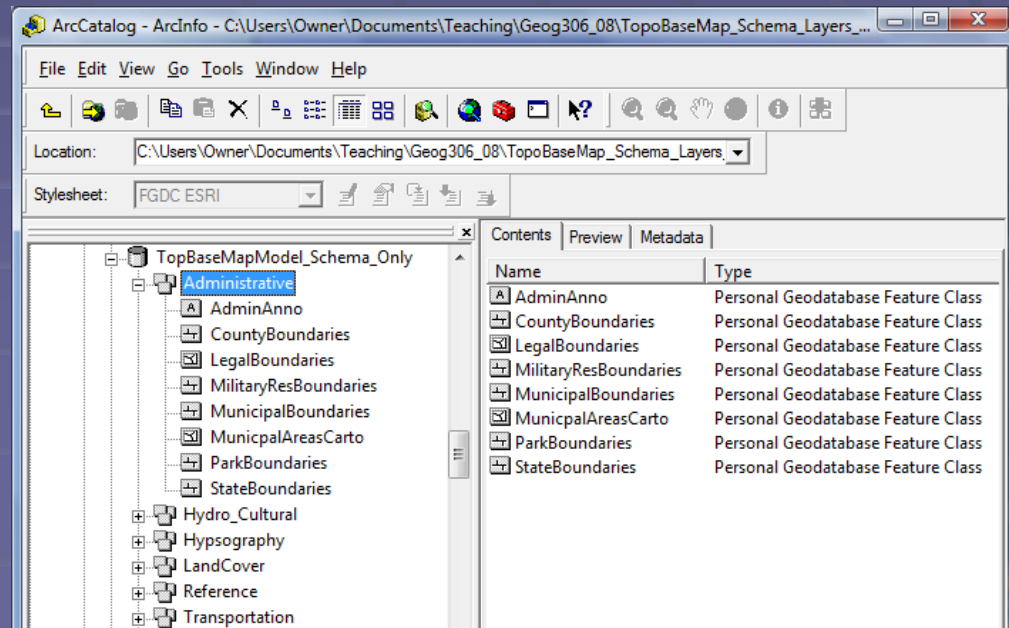 ArcCatalog - ArcInfo - C:\Users\Owner\Documents\Teaching\Geog306_08\TopoBaseMap_Schema_Layers_...
File Edit View Go Tools Window Help
Location: C:\Users\Owner\Documents\Teaching\Geog306_08\TopoBaseMap_Schema_Layers_
Stylesheet: FGDC ESRI
TopBaseMapModel_Schema_Only
Administrative
A AdminAnno
CountyBoundaries
LegalBoundaries
MilitaryResBoundaries
MunicipalBoundaries
MunicpalAreasCarto
ParkBoundaries
StateBoundaries
Hydro_Cultural
Hypsography
LandCover
Reference
Transportation
Contents Preview Metadata
Name Type
A AdminAnno Personal Geodatabase Feature Class
CountyBoundaries Personal Geodatabase Feature Class
LegalBoundaries Personal Geodatabase Feature Class
MilitaryResBoundaries Personal Geodatabase Feature Class
MunicipalBoundaries Personal Geodatabase Feature Class
MunicpalAreasCarto Personal Geodatabase Feature Class
ParkBoundaries Personal Geodatabase Feature Class
StateBoundaries Personal Geodatabase Feature Class